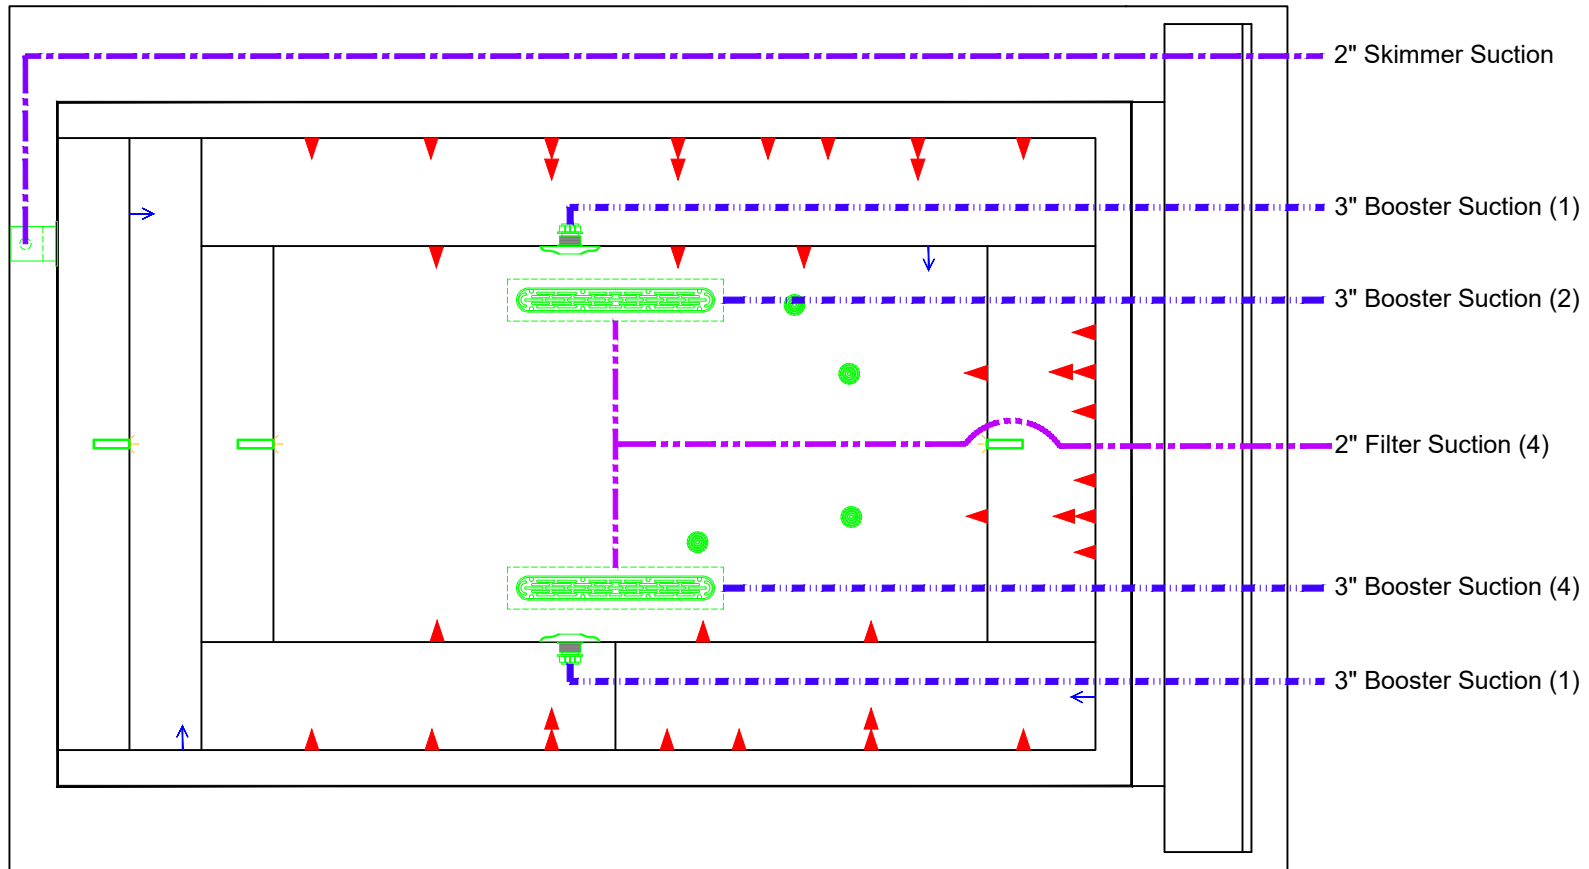 2" Skimmer Suction
3" Booster Suction (1)
3" Booster Suction (2)
2" Filter Suction (4)
3" Booster Suction (4)
3" Booster Suction (1)